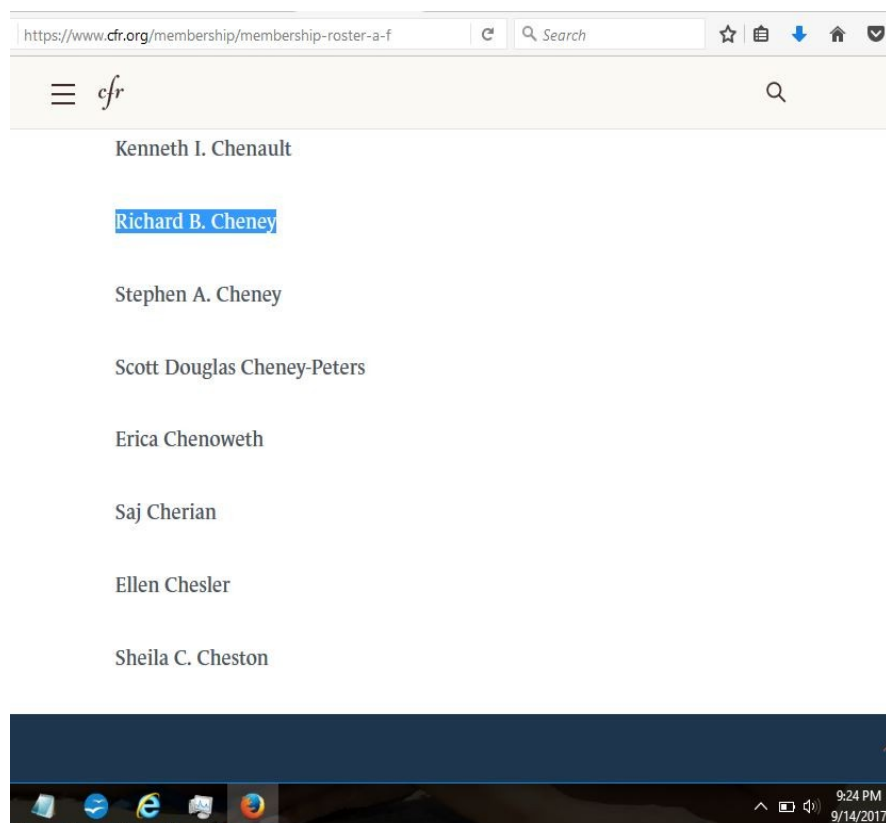 https://www.cfr.org/membership/membership-roster-a-f Search
cfr
Kenneth I. Chenault
Richard B. Cheney
Stephen A. Cheney
Scott Douglas Cheney-Peters
Erica Chenoweth
Saj Cherian
Ellen Chesler
Sheila C. Cheston
9:24 PM
9/14/2017